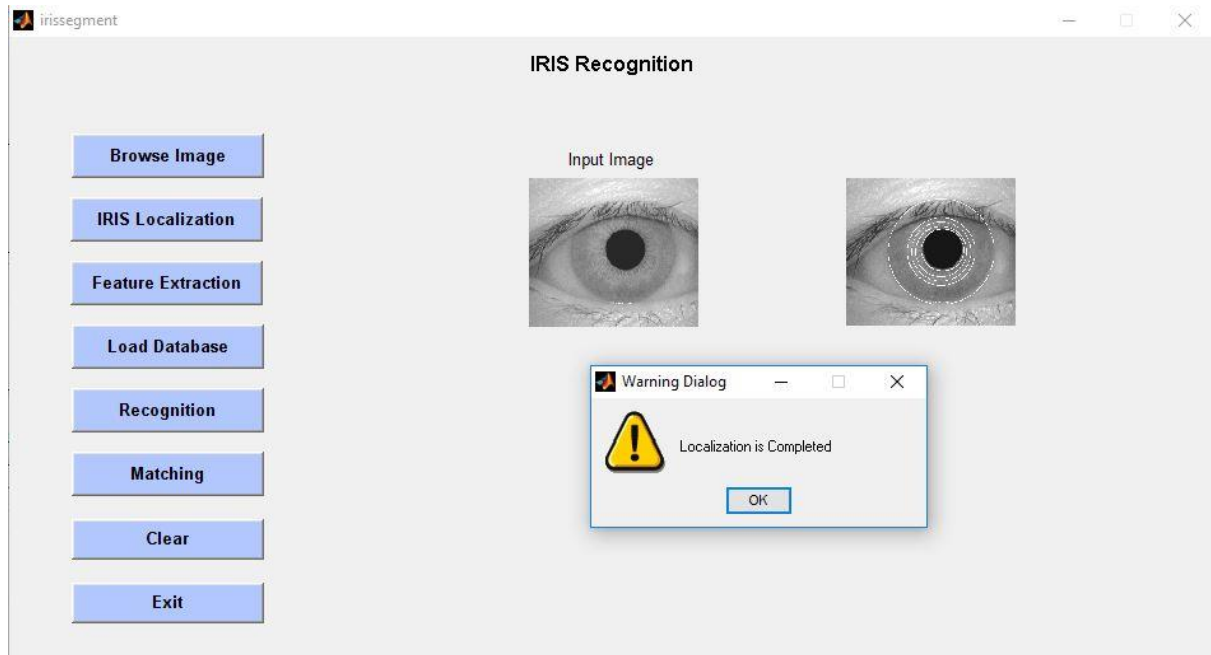 irissegment
IRIS Recognition
Browse Image
IRIS Localization
Feature Extraction
Load Database
Recognition
Matching
Clear
Exit
Input Image
Warning Dialog
Localization is Completed
OK